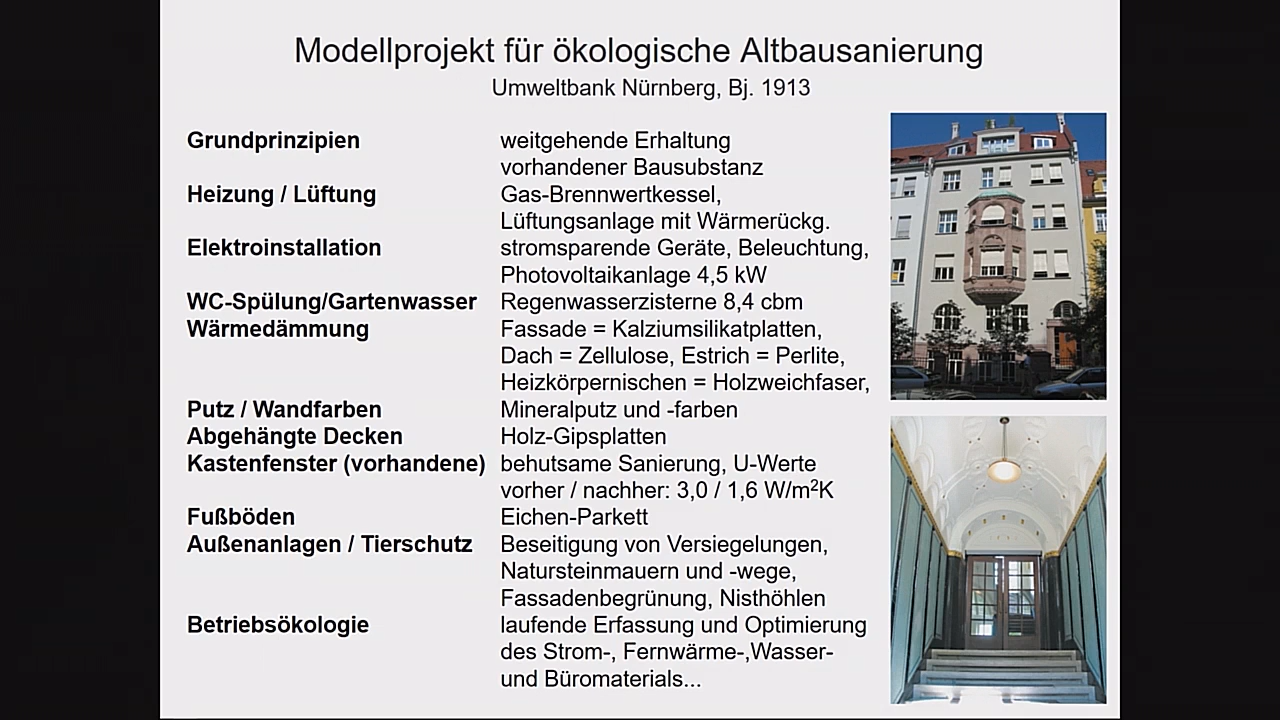 Modellprojekt für ökologische Altbausanierung
Umweltbank Nürnberg, Bj. 1913
Grundprinzipien weitgehende Erhaltung
vorhandener Bausubstanz
Heizung / Lüftung Gas-Brennwertkessel,
Lüftungsanlage mit Wärmerückg.
Elektroinstallation stromsparende Geräte, Beleuchtung,
Photovoltaikanlage 4,5 kW
WC-Spülung/Gartenwasser Regenwasserzisterne 8,4 cbm
Wärmedämmung Fassade = Kalziumsilikatplatten,
Dach = Zellulose, Estrich = Perlite,
Heizkörpernischen = Holzweichfaser,
Putz / Wandfarben Mineralputz und -farben
Abgehängte Decken Holz-Gipsplatten
Kastenfenster (vorhandene) behutsame Sanierung, U-Werte
vorher / nachher: 3,0 / 1,6 W/m²K
Fußböden Eichen-Parkett
Außenanlagen / Tierschutz Beseitigung von Versiegelungen,
Natursteinmauern und -wege,
Fassadenbegrünung, Nisthöhlen
Betriebsökologie laufende Erfassung und Optimierung
des Strom-, Fernwärme-,Wasser-
und Büromaterials...